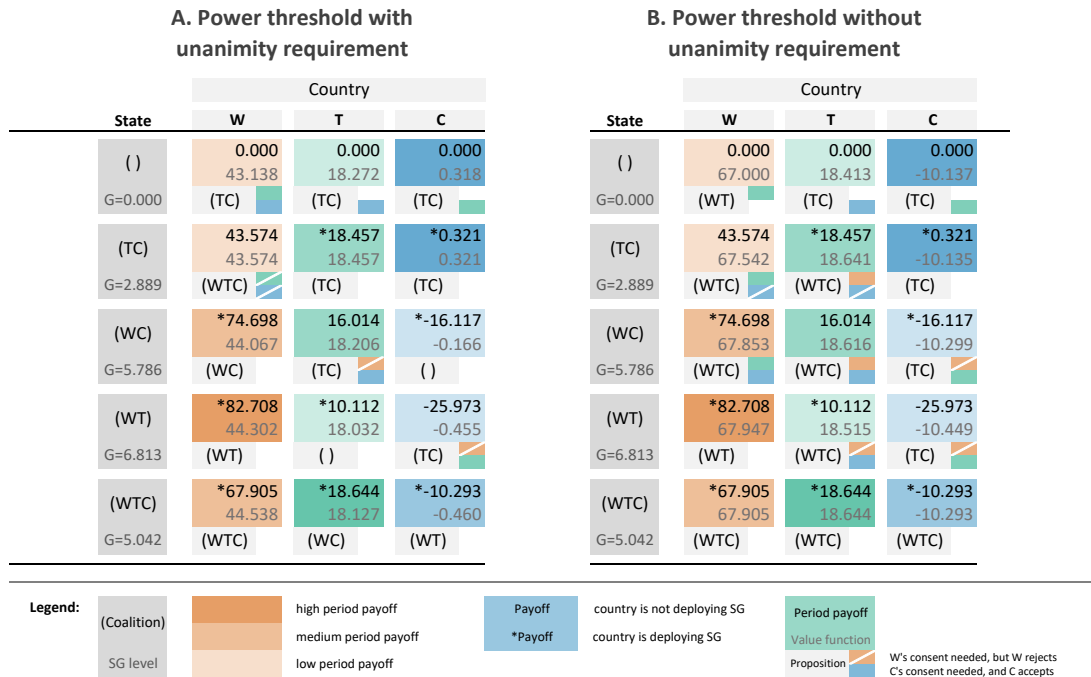 A. Power threshold with
unanimity requirement
Country
State W T C
( ) 0.000 0.000 0.000
43.138 18.272 0.318
G=0.000 (TC) (TC) (TC)
(TC) 43.574 *18.457 *0.321
43.574 18.457 0.321
G=2.889 (WTC) (TC) (TC)
(WC) *74.698 16.014 *-16.117
44.067 18.206 -0.166
G=5.786 (WC) (TC) ( )
(WT) *82.708 *10.112 -25.973
44.302 18.032 -0.455
G=6.813 (WT) ( ) (TC)
(WTC) *67.905 *18.644 *-10.293
44.538 18.127 -0.460
G=5.042 (WTC) (WC) (WT)
B. Power threshold without
unanimity requirement
Country
State W T C
( ) 0.000 0.000 0.000
67.000 18.413 -10.137
G=0.000 (WT) (TC) (TC)
(TC) 43.574 *18.457 *0.321
67.542 18.641 -10.135
G=2.889 (WTC) (WTC) (TC)
(WC) *74.698 16.014 *-16.117
67.853 18.616 -10.299
G=5.786 (WTC) (WTC) (TC)
(WT) *82.708 *10.112 -25.973
67.947 18.515 -10.449
G=6.813 (WT) (WTC) (TC)
(WTC) *67.905 *18.644 *-10.293
67.905 18.644 -10.293
G=5.042 (WTC) (WTC) (WTC)
Legend:
(Coalition)
SG level
high period payoff
medium period payoff
low period payoff
Payoff country is not deploying SG
*Payoff country is deploying SG
Period payoff
Value function
Proposition
W's consent needed, but W rejects
C's consent needed, and C accepts